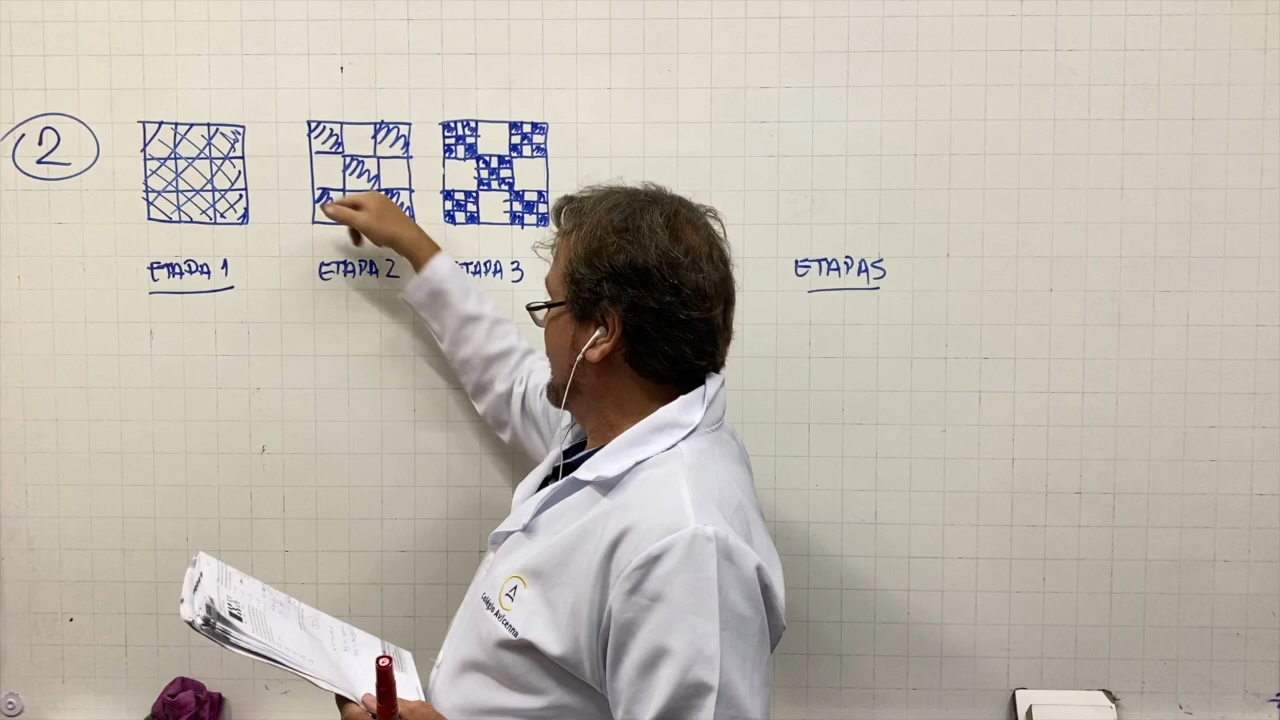 2
ETAPA 1
ETAPA 2
ETAPA 3
ETAPAS
A
Colégio Avicenna